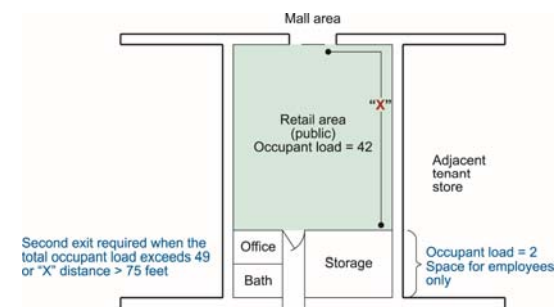 Mall area
"X"
Retail area
(public)
Occupant load = 42
Adjacent
tenant
store
Second exit required when the
total occupant load exceeds 49
or "X" distance > 75 feet
Office
Bath
Storage
Occupant load = 2
Space for employees
only